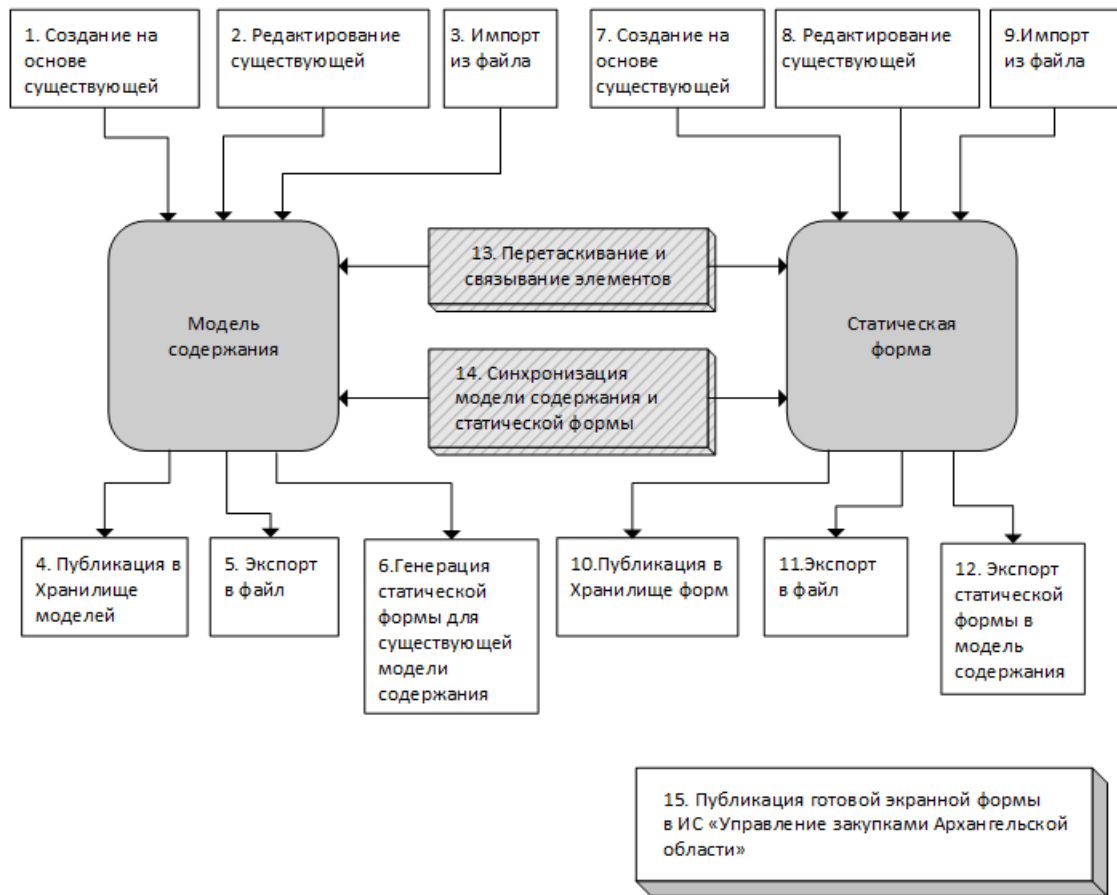 1. Создание на
основе
существующей
2. Редактирование
существующей
3. Импорт
из файла
7. Создание на
основе
существующей
8. Редактирование
существующей
9.Импорт
из файла
13. Перетаскивание и
связывание элементов
Модель
содержания
Статическая
форма
14. Синхронизация
модели содержания и
статической формы
4. Публикация в
Хранилище
моделей
5. Экспорт
в файл
6.Генерация
статической
формы для
существующей
модели
содержания
10.Публикация в
Хранилище форм
11.Экспорт
в файл
12. Экспорт
статической
формы в
модель
содержания
15. Публикация готовой экранной формы
в ИС «Управление закупками Архангельской
области»